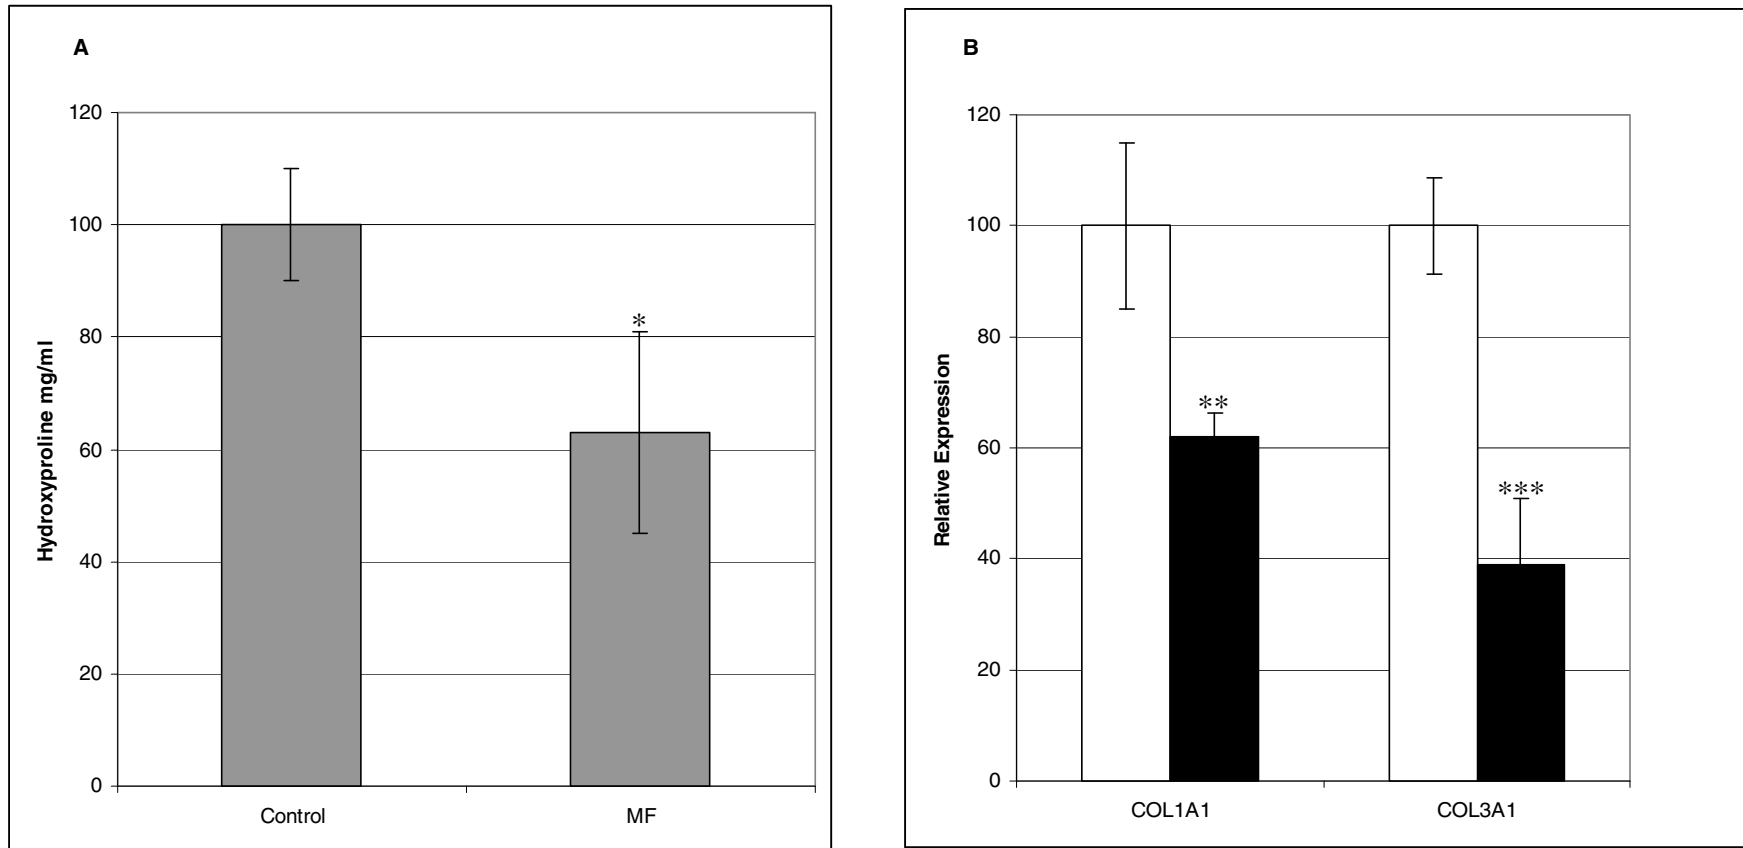 A
120
100
80
60
40
20
0
Hydroxyproline mg/ml
*
Control MF
B
120
100
80
60
40
20
0
Relative Expression
**
***
COL1A1 COL3A1